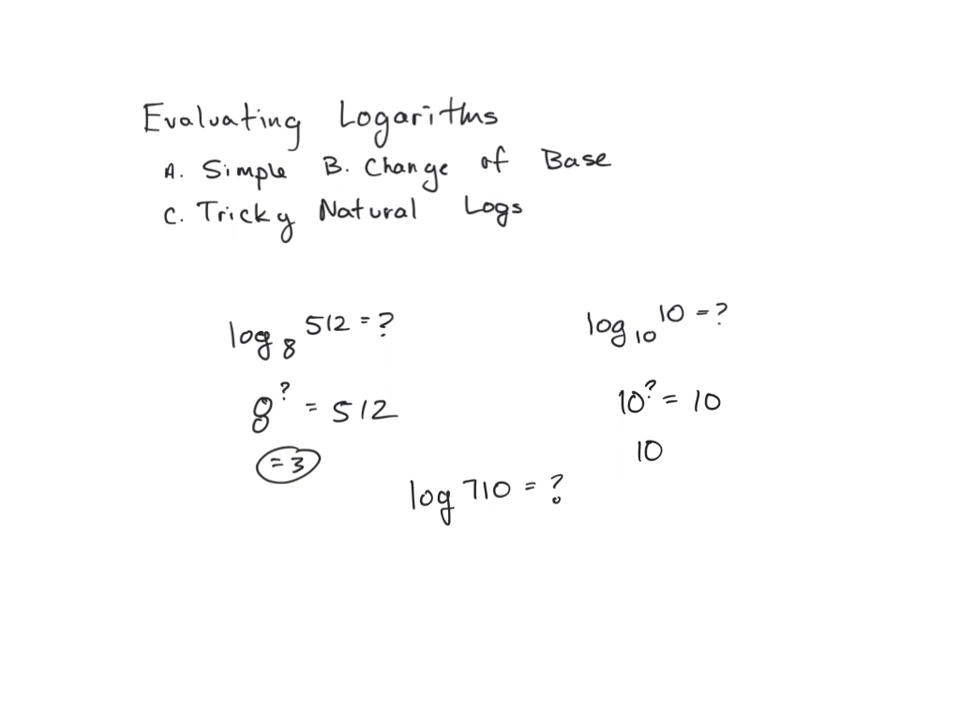 Evaluating Logarithms
A. Simple B. Change of Base
C. Tricky Natural Logs
log₈ 512 = ?
8^? = 512
= 3
log₁₀ 10 = ?
10^? = 10
10
log 710 = ?